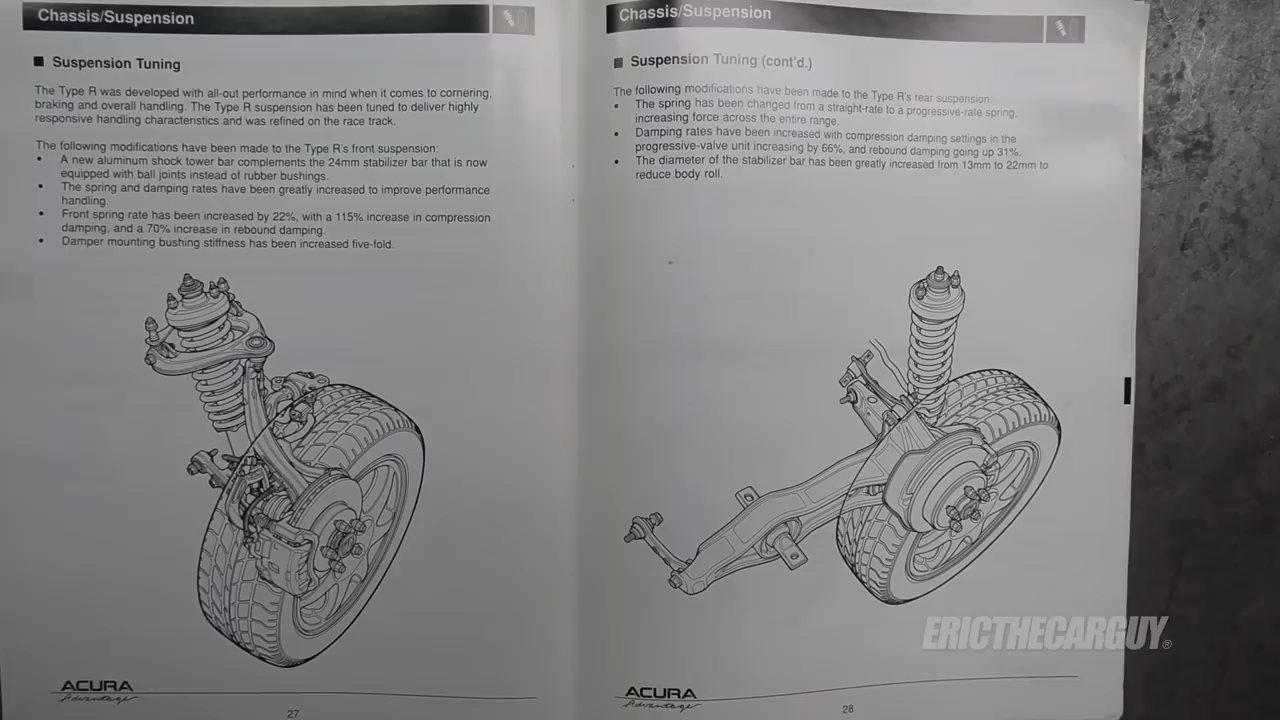 Chassis/Suspension
NEW
■ Suspension Tuning
The Type R was developed with all-out performance in mind when it comes to cornering,
braking and overall handling. The Type R suspension has been tuned to deliver highly
responsive handling characteristics and was refined on the race track.
The following modifications have been made to the Type R's front suspension:
• A new aluminum shock tower bar complements the 24mm stabilizer bar that is now
equipped with ball joints instead of rubber bushings.
• The spring and damping rates have been greatly increased to improve performance
handling.
• Front spring rate has been increased by 22%, with a 115% increase in compression
damping, and a 70% increase in rebound damping.
• Damper mounting bushing stiffness has been increased five-fold.
ACURA
Advantage
27
Chassis/Suspension
NEW
■ Suspension Tuning (cont'd.)
The following modifications have been made to the Type R's rear suspension:
• The spring has been changed from a straight-rate to a progressive-rate spring,
increasing force across the entire range.
• Damping rates have been increased with compression damping settings in the
progressive-valve unit increasing by 66%, and rebound damping going up 31%.
• The diameter of the stabilizer bar has been greatly increased from 13mm to 22mm to
reduce body roll.
ACURA
Advantage
28
ERICTHECARGUY®